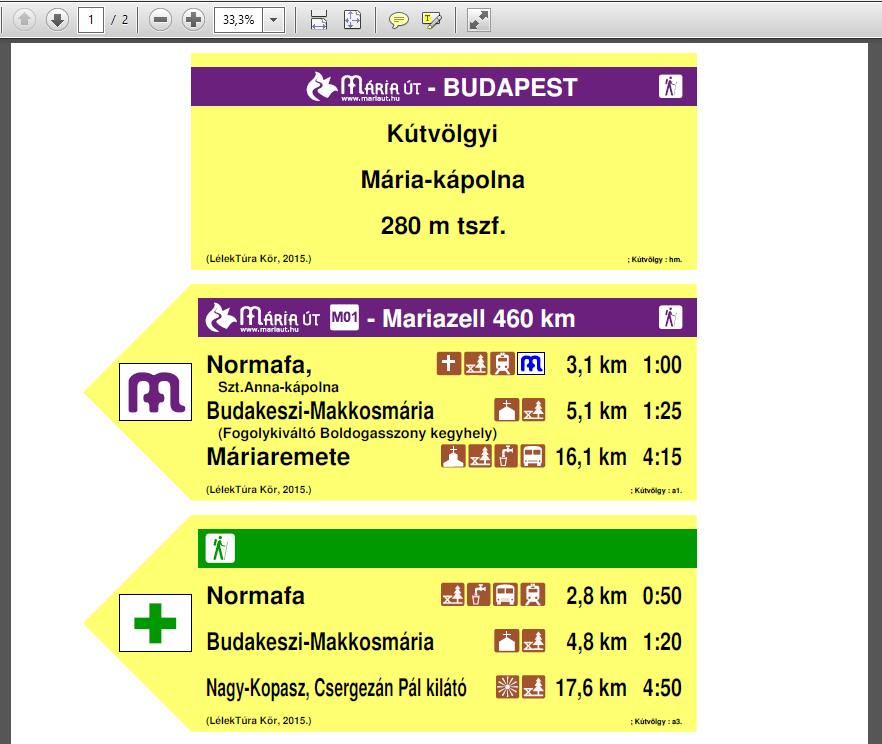 1 / 2 33,3%
MÁRIA ÚT - BUDAPEST
www.mariaut.hu
Kútvölgyi
Mária-kápolna
280 m tszf.
(LélekTúra Kör, 2015.) ; Kútvölgy : hm.
MÁRIA ÚT M01 - Mariazell 460 km
www.mariaut.hu
Normafa, 3,1 km 1:00
Szt.Anna-kápolna
Budakeszi-Makkosmária 5,1 km 1:25
(Fogolykiváltó Boldogasszony kegyhely)
Máriaremete 16,1 km 4:15
(LélekTúra Kör, 2015.) ; Kútvölgy : a1.
Normafa 2,8 km 0:50
Budakeszi-Makkosmária 4,8 km 1:20
Nagy-Kopasz, Csergezán Pál kilátó 17,6 km 4:50
(LélekTúra Kör, 2015.) ; Kútvölgy : a3.